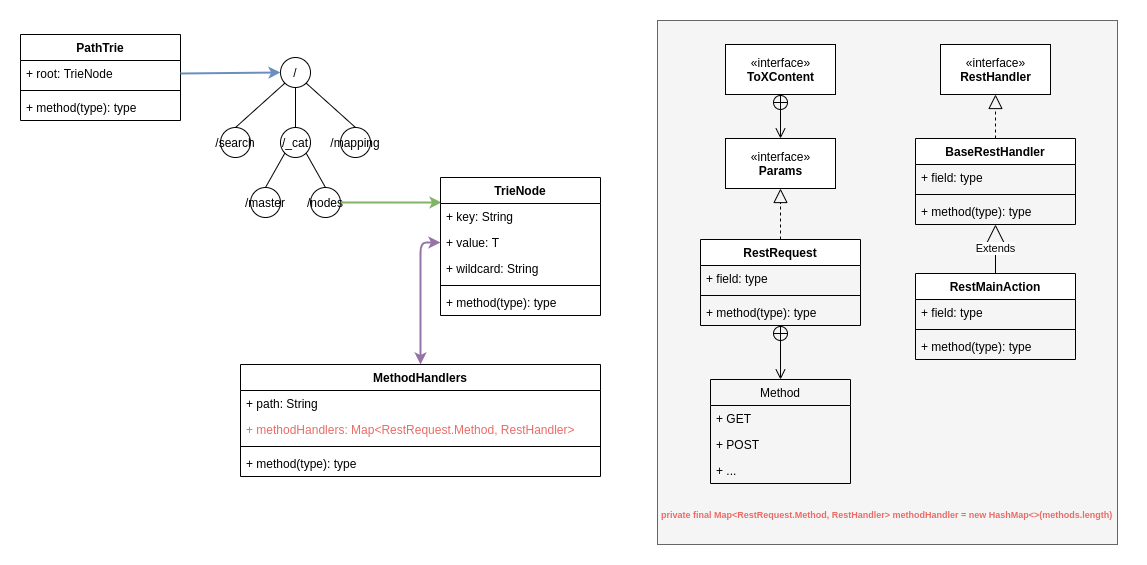 PathTrie
+ root: TrieNode
+ method(type): type
/
/search
/_cat
/mapping
/master
/nodes
TrieNode
+ key: String
+ value: T
+ wildcard: String
+ method(type): type
MethodHandlers
+ path: String
+ methodHandlers: Map<RestRequest.Method, RestHandler>
+ method(type): type
«interface»
ToXContent
«interface»
Params
RestRequest
+ field: type
+ method(type): type
Method
+ GET
+ POST
+ ...
«interface»
RestHandler
BaseRestHandler
+ field: type
+ method(type): type
Extends
RestMainAction
+ field: type
+ method(type): type
private final Map<RestRequest.Method, RestHandler> methodHandler = new HashMap<>(methods.length)